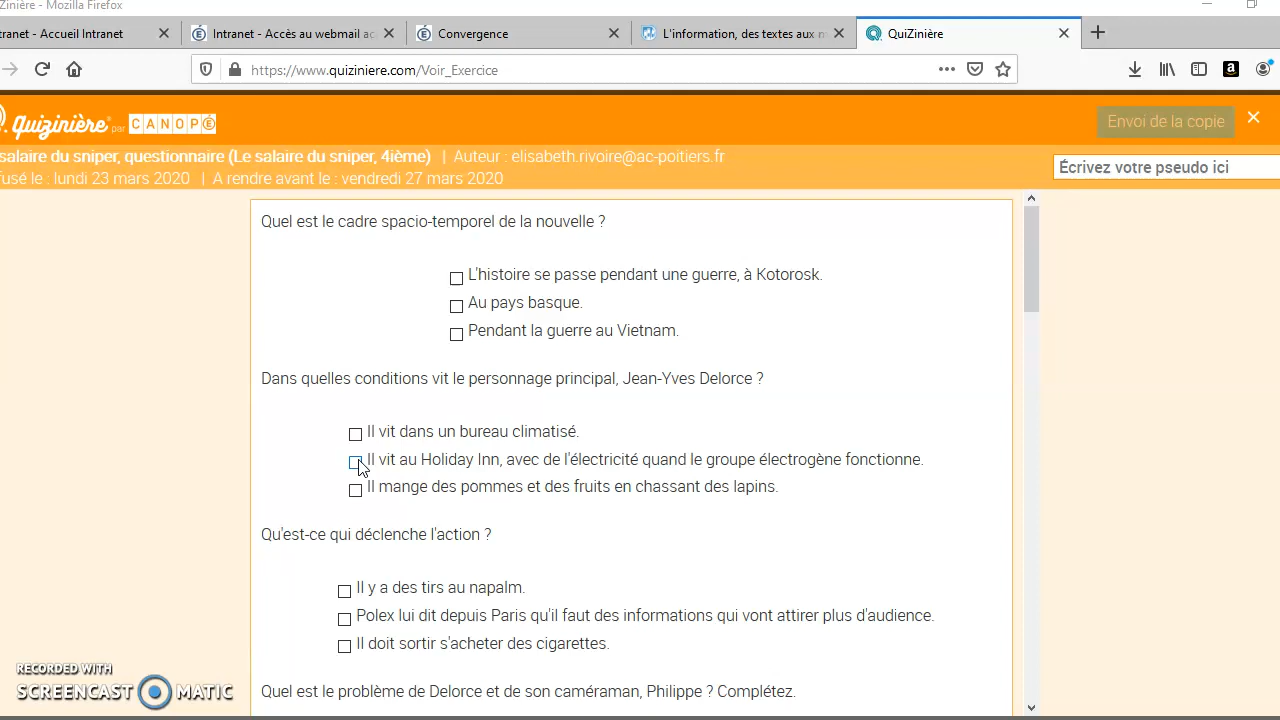 Zinière - Mozilla Firefox
tranet - Accueil Intranet
Intranet - Accès au webmail ac
Convergence
L'information, des textes aux m
QuiZinière
https://www.quiziniere.com/Voir_Exercice
Quizinière® par CANOPÉ
Envoi de la copie
salaire du sniper, questionnaire (Le salaire du sniper, 4ième) | Auteur : elisabeth.rivoire@ac-poitiers.fr
fusé le : lundi 23 mars 2020 | A rendre avant le : vendredi 27 mars 2020
Écrivez votre pseudo ici
Quel est le cadre spacio-temporel de la nouvelle ?
L'histoire se passe pendant une guerre, à Kotorosk.
Au pays basque.
Pendant la guerre au Vietnam.
Dans quelles conditions vit le personnage principal, Jean-Yves Delorce ?
Il vit dans un bureau climatisé.
Il vit au Holiday Inn, avec de l'électricité quand le groupe électrogène fonctionne.
Il mange des pommes et des fruits en chassant des lapins.
Qu'est-ce qui déclenche l'action ?
Il y a des tirs au napalm.
Polex lui dit depuis Paris qu'il faut des informations qui vont attirer plus d'audience.
Il doit sortir s'acheter des cigarettes.
Quel est le problème de Delorce et de son caméraman, Philippe ? Complétez.
RECORDED WITH
SCREENCAST MATIC